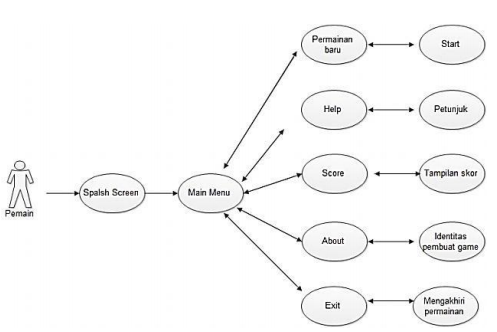 Permainan
baru
Start
Help
Petunjuk
Pemain
Spalsh Screen
Main Menu
Score
Tampilan skor
About
Identitas
pembuat game
Exit
Mengakhiri
permainan